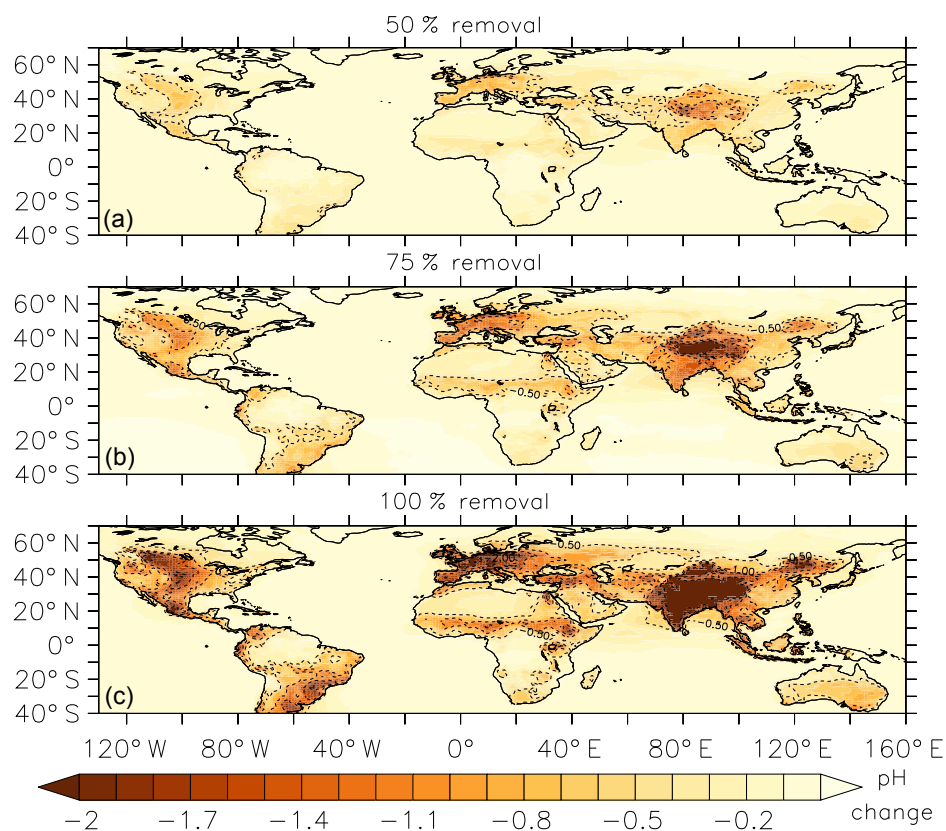 50 % removal
60° N
40° N
20° N
0°
20° S
40° S
(a)
75 % removal
60° N
40° N
20° N
0°
20° S
40° S
(b)
−0.50
−0.50
−0.50
100 % removal
60° N
40° N
20° N
0°
20° S
40° S
(c)
−0.50
−1.00
−0.50
−0.50
−0.50
120° W 80° W 40° W 0° 40° E 80° E 120° E 160° E
−2 −1.7 −1.4 −1.1 −0.8 −0.5 −0.2
pH
change